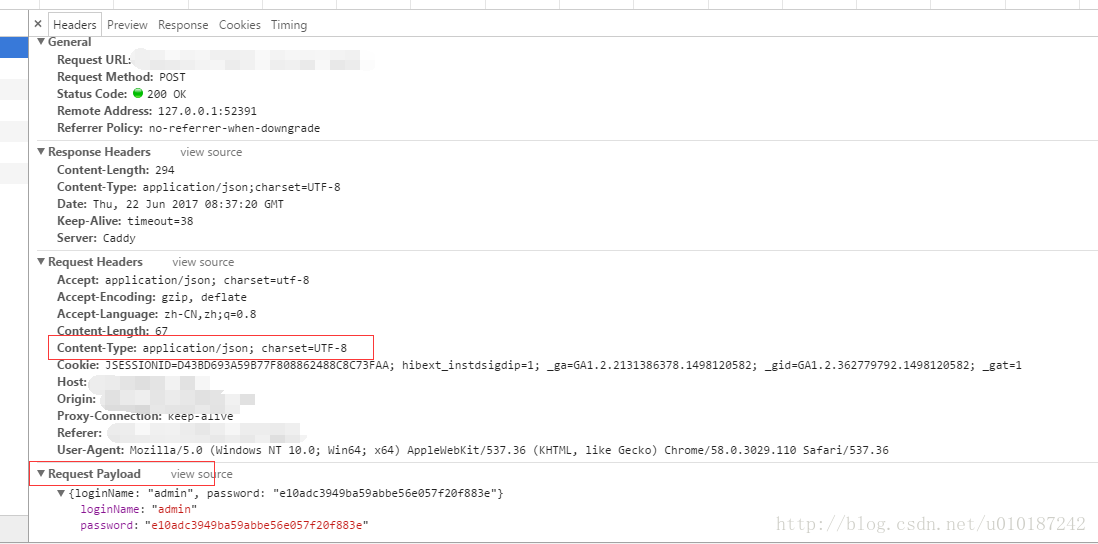 × Headers Preview Response Cookies Timing
General
Request URL:
Request Method: POST
Status Code: 200 OK
Remote Address: 127.0.0.1:52391
Referrer Policy: no-referrer-when-downgrade
Response Headers view source
Content-Length: 294
Content-Type: application/json;charset=UTF-8
Date: Thu, 22 Jun 2017 08:37:20 GMT
Keep-Alive: timeout=38
Server: Caddy
Request Headers view source
Accept: application/json; charset=utf-8
Accept-Encoding: gzip, deflate
Accept-Language: zh-CN,zh;q=0.8
Content-Length: 67
Content-Type: application/json; charset=UTF-8
Cookie: JSESSIONID=D43BD693A59B77F808862488C8C73FAA; hibext_instdsigdip=1; _ga=GA1.2.2131386378.1498120582; _gid=GA1.2.362779792.1498120582; _gat=1
Host:
Origin:
Proxy-Connection: keep-alive
Referer:
User-Agent: Mozilla/5.0 (Windows NT 10.0; Win64; x64) AppleWebKit/537.36 (KHTML, like Gecko) Chrome/58.0.3029.110 Safari/537.36
Request Payload view source
{loginName: "admin", password: "e10adc3949ba59abbe56e057f20f883e"}
loginName: "admin"
password: "e10adc3949ba59abbe56e057f20f883e"
http://blog.csdn.net/u010187242